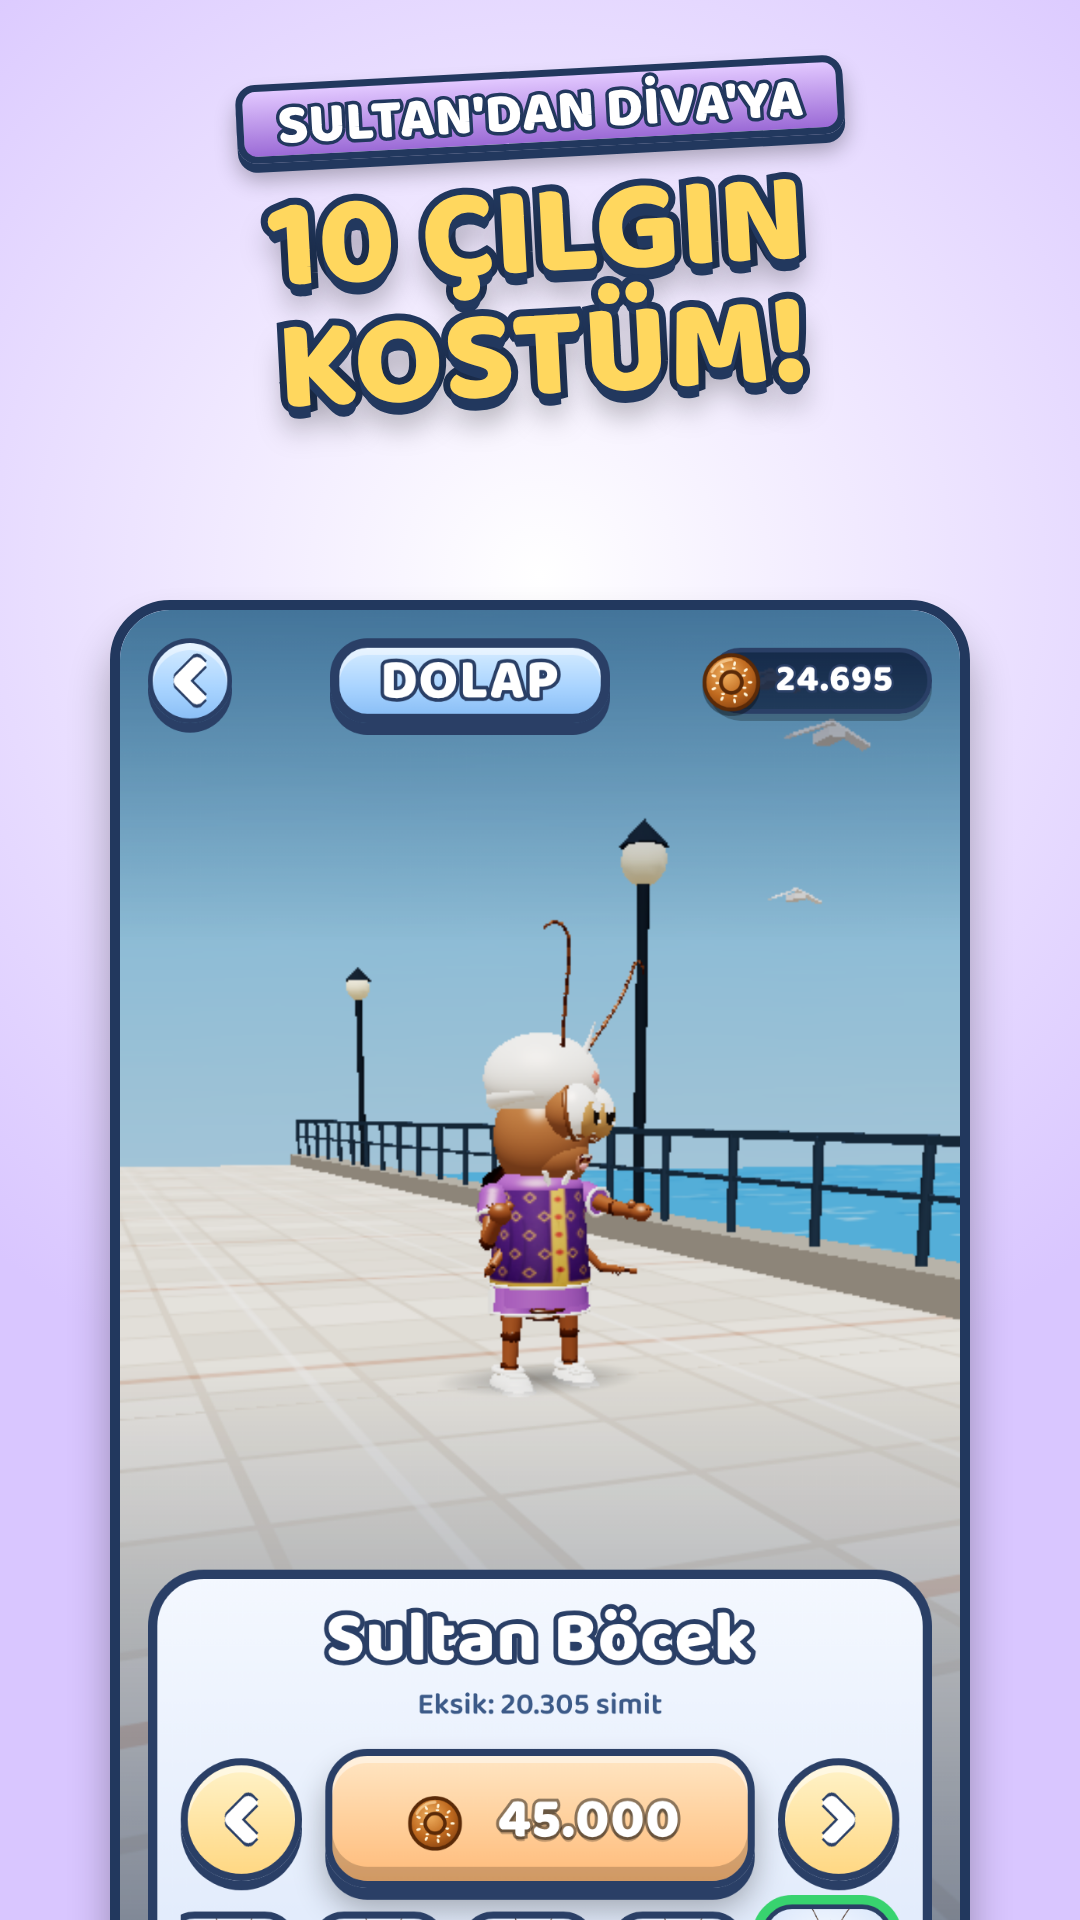 SULTAN'DAN DİVA'YA
10 ÇILGIN
KOSTÜM!
DOLAP
24.695
Sultan Böcek
Eksik: 20.305 simit
45.000